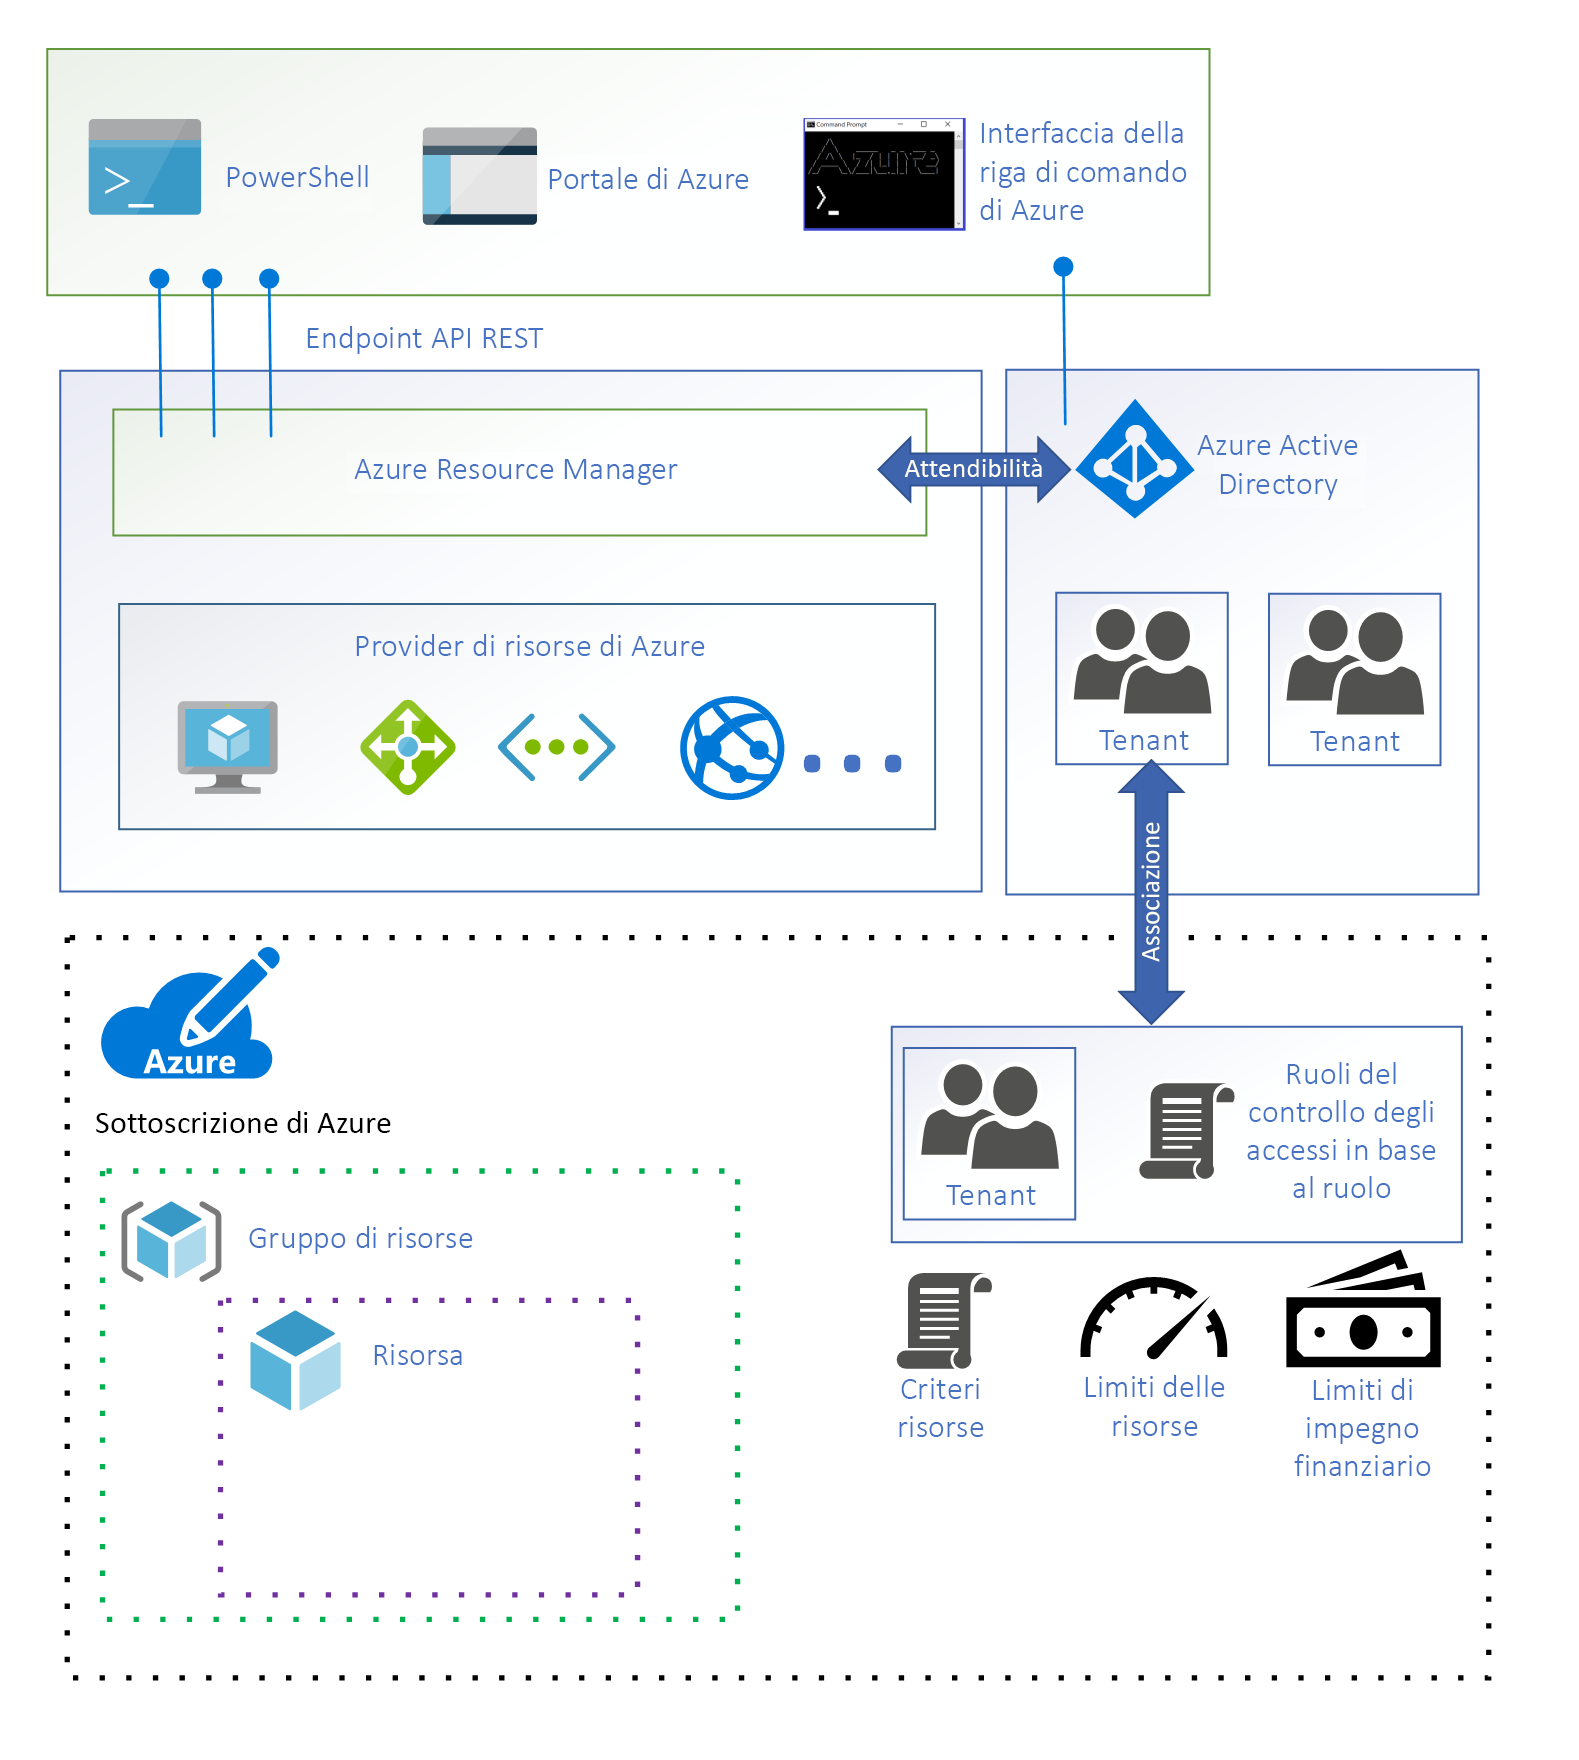 PowerShell
Portale di Azure
Command Prompt
Azure
Interfaccia della
riga di comando
di Azure
Endpoint API REST
Azure Resource Manager
Attendibilità
Azure Active
Directory
Provider di risorse di Azure
Tenant
Tenant
Associazione
Azure
Sottoscrizione di Azure
Gruppo di risorse
Risorsa
Tenant
Ruoli del
controllo degli
accessi in base
al ruolo
Criteri
risorse
Limiti delle
risorse
Limiti di
impegno
finanziario